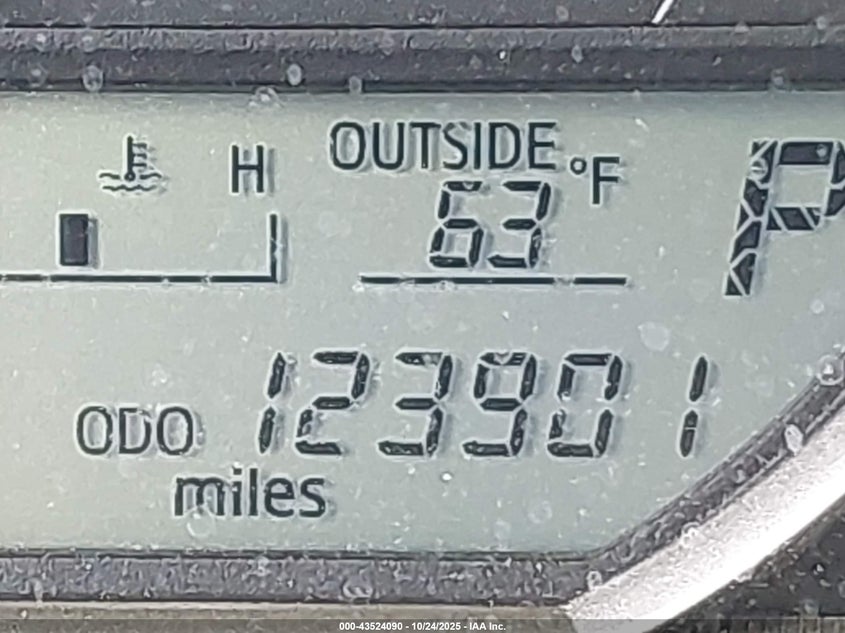 H
OUTSIDE
63 °F
P
ODO 123901
miles
000-43524090 - 10/24/2025 - IAA Inc.